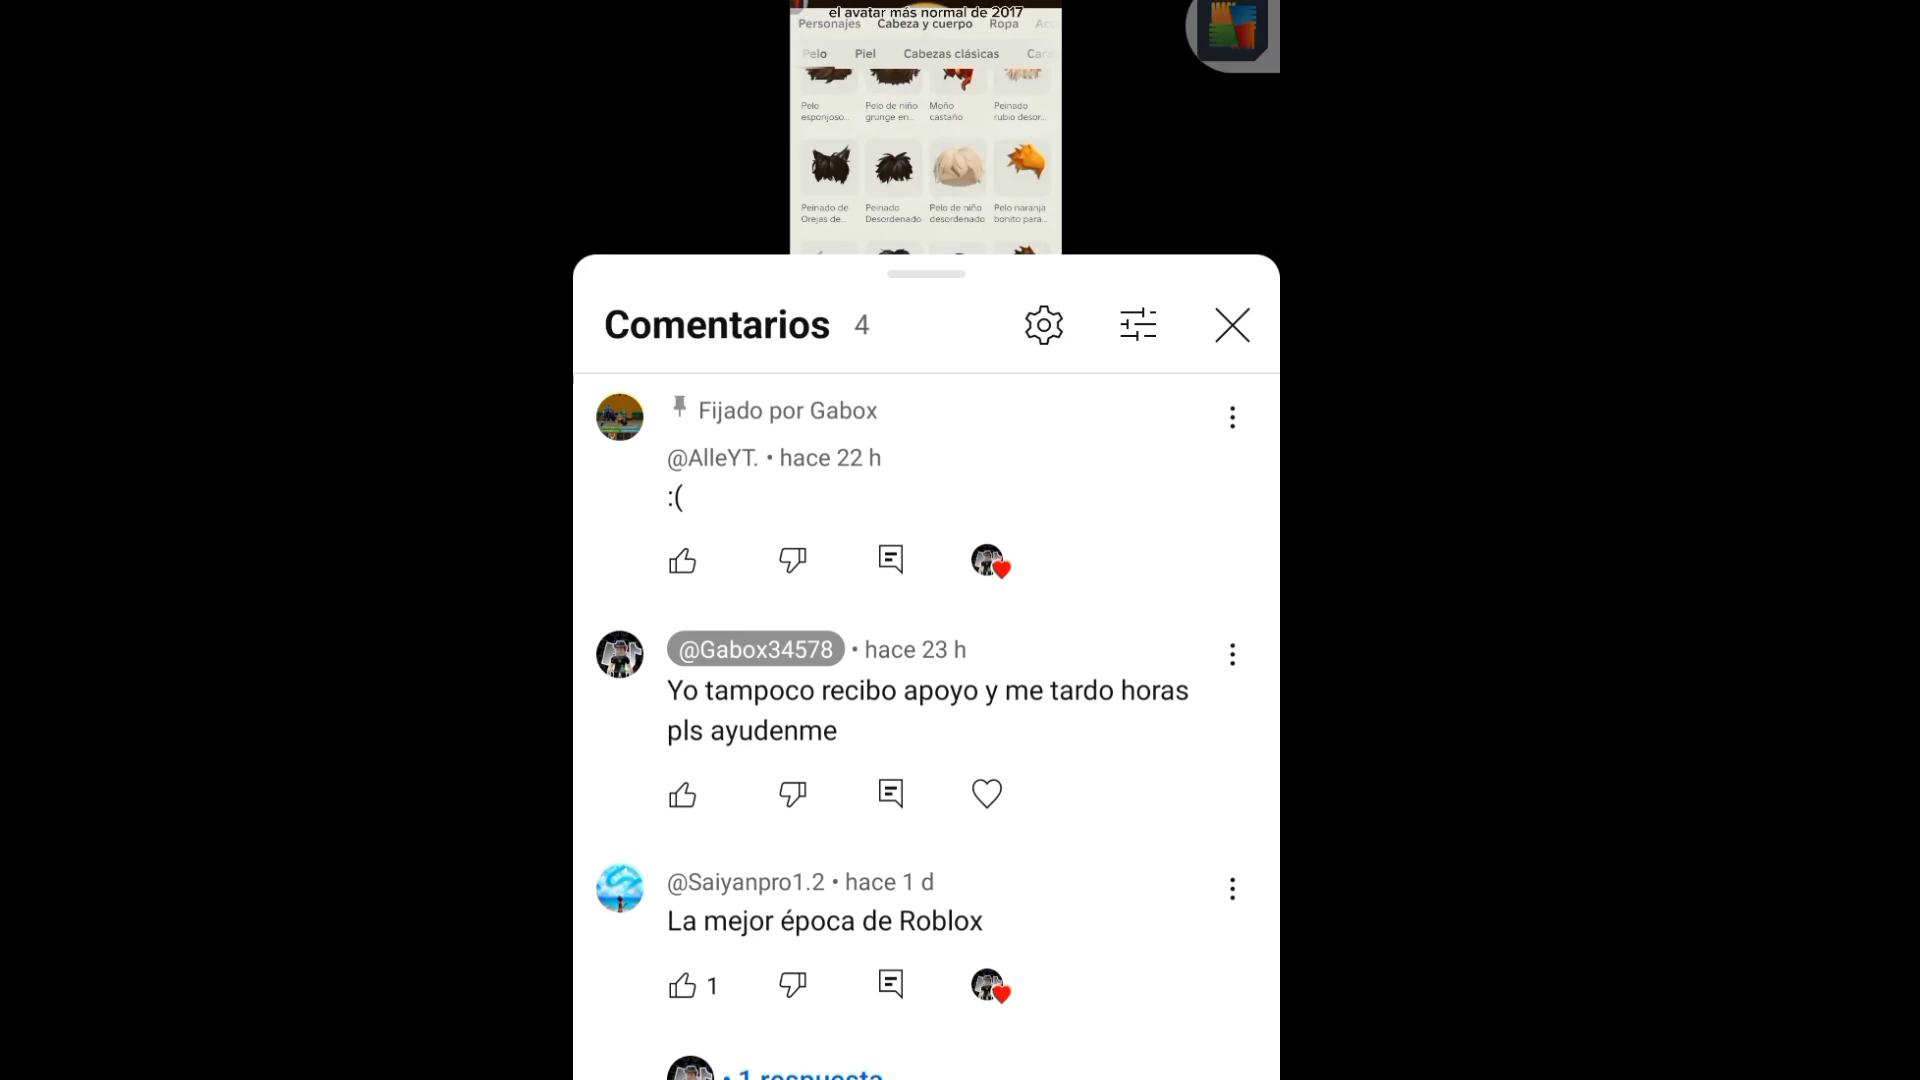 el avatar más normal de 2017
Personajes Cabeza y cuerpo Ropa
Pelo Piel Cabezas clásicas
Pelo esponjoso...
Pelo de niño grunge en...
Moño castaño
Peinado rubio desor...
Peinado de Orejas de...
Peinado Desordenado
Pelo de niño desordenado
Pelo naranja bonito para...
Comentarios 4
Fijado por Gabox
@AlleYT. • hace 22 h
:(
@Gabox34578 • hace 23 h
Yo tampoco recibo apoyo y me tardo horas
pls ayudenme
@Saiyanpro1.2 • hace 1 d
La mejor época de Roblox
1
• 1 respuesta